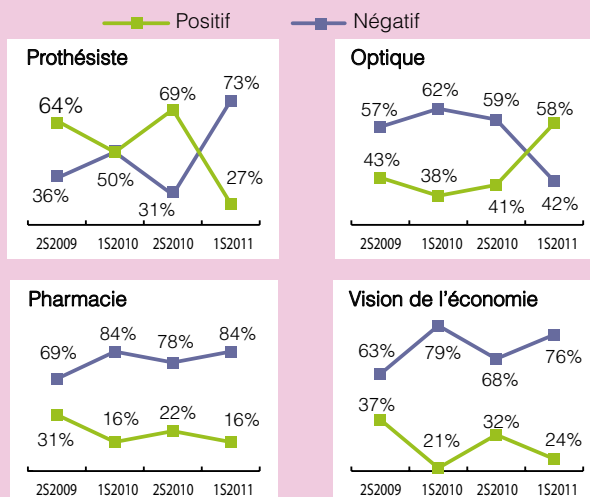 Positif Négatif
Prothésiste
64% 69% 73%
36% 50% 31% 27%
2S2009 1S2010 2S2010 1S2011
Optique
57% 62% 59% 58%
43% 38% 41% 42%
2S2009 1S2010 2S2010 1S2011
Pharmacie
69% 84% 78% 84%
31% 16% 22% 16%
2S2009 1S2010 2S2010 1S2011
Vision de l'économie
63% 79% 68% 76%
37% 21% 32% 24%
2S2009 1S2010 2S2010 1S2011